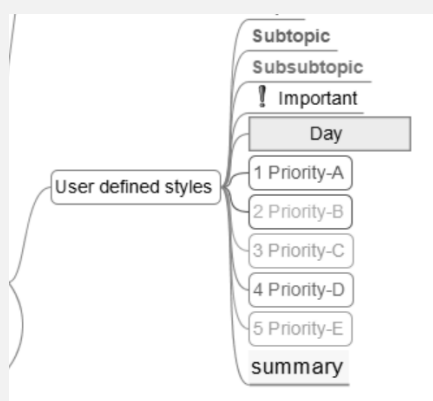 Subtopic
Subsubtopic
Important
Day
User defined styles
1 Priority-A
2 Priority-B
3 Priority-C
4 Priority-D
5 Priority-E
summary